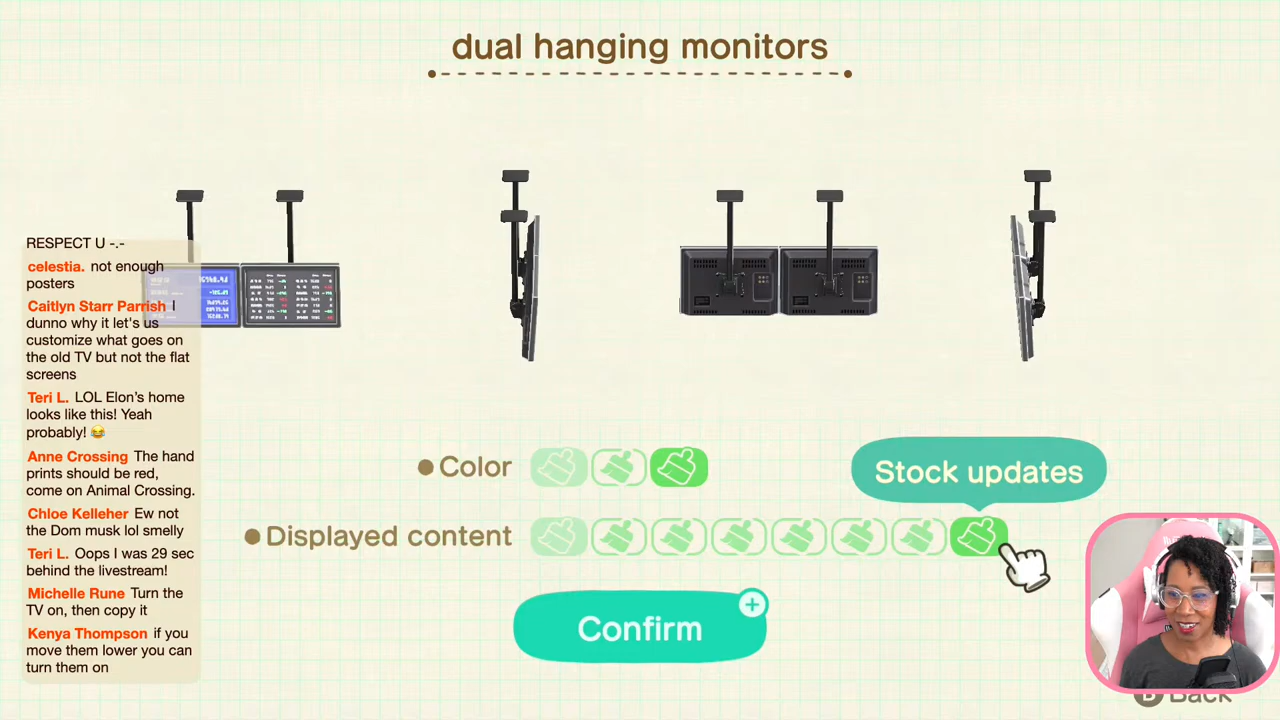 dual hanging monitors
RESPECT U -.-
celestia. not enough
posters
Caitlyn Starr Parrish I
dunno why it let's us
customize what goes on
the old TV but not the flat
screens
Teri L. LOL Elon's home
looks like this! Yeah
probably! 😂
Anne Crossing The hand
prints should be red,
come on Animal Crossing.
Chloe Kelleher Ew not
the Dom musk lol smelly
Teri L. Oops I was 29 sec
behind the livestream!
Michelle Rune Turn the
TV on, then copy it
Kenya Thompson if you
move them lower you can
turn them on
Color
Stock updates
Displayed content
Confirm
B Back